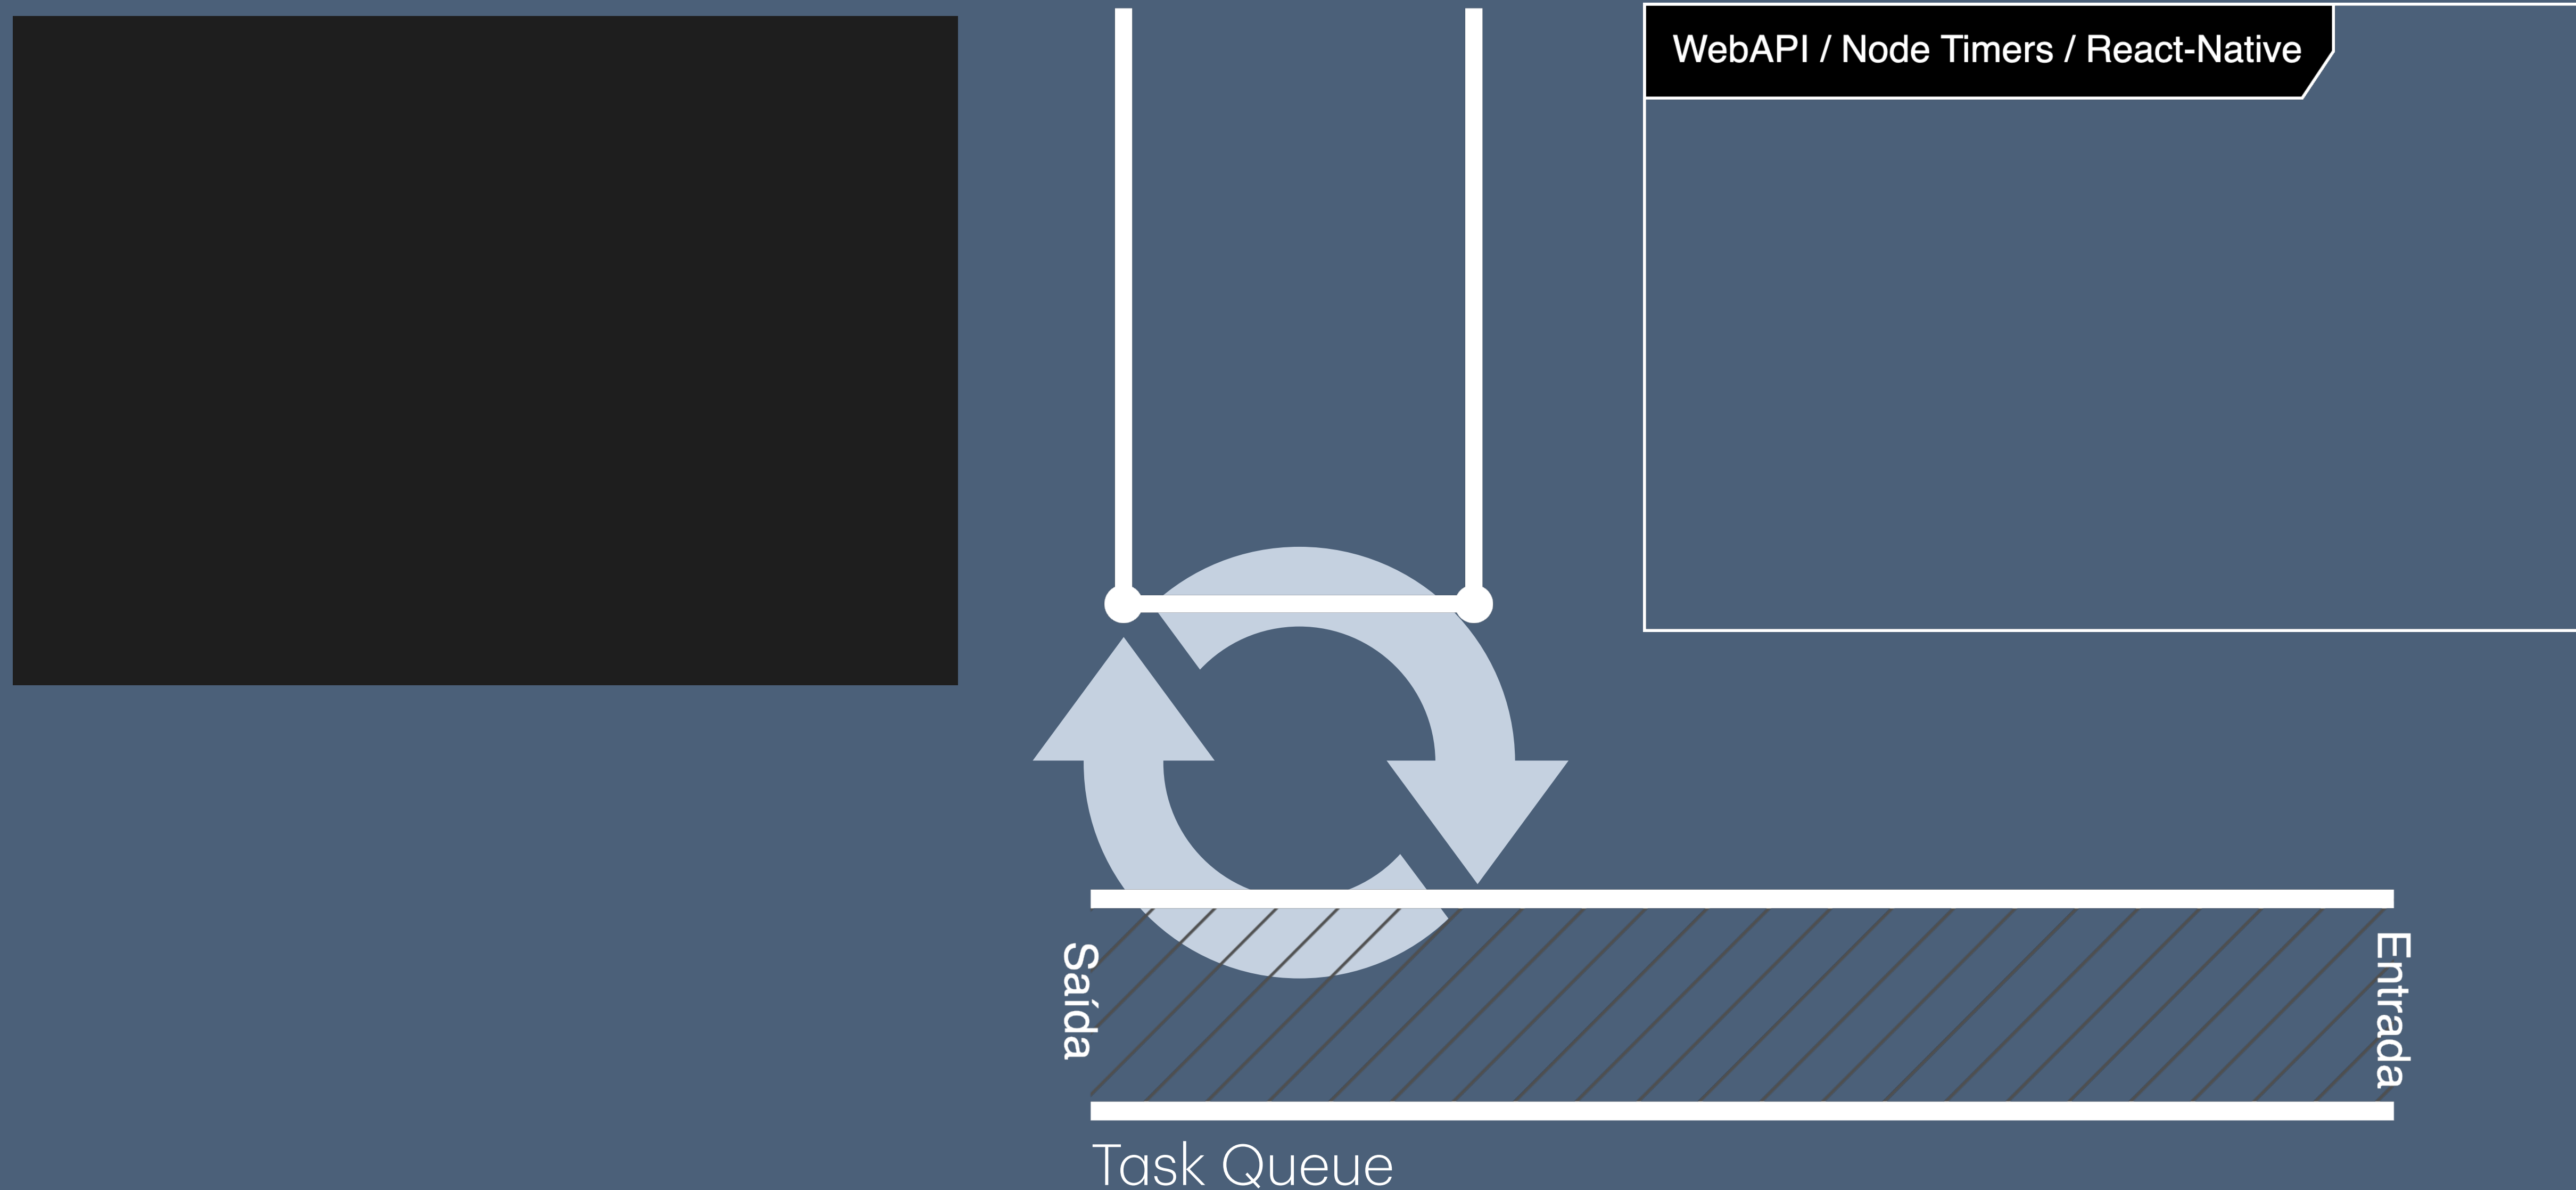 WebAPI / Node Timers / React-Native
Saída
Entrada
Task Queue